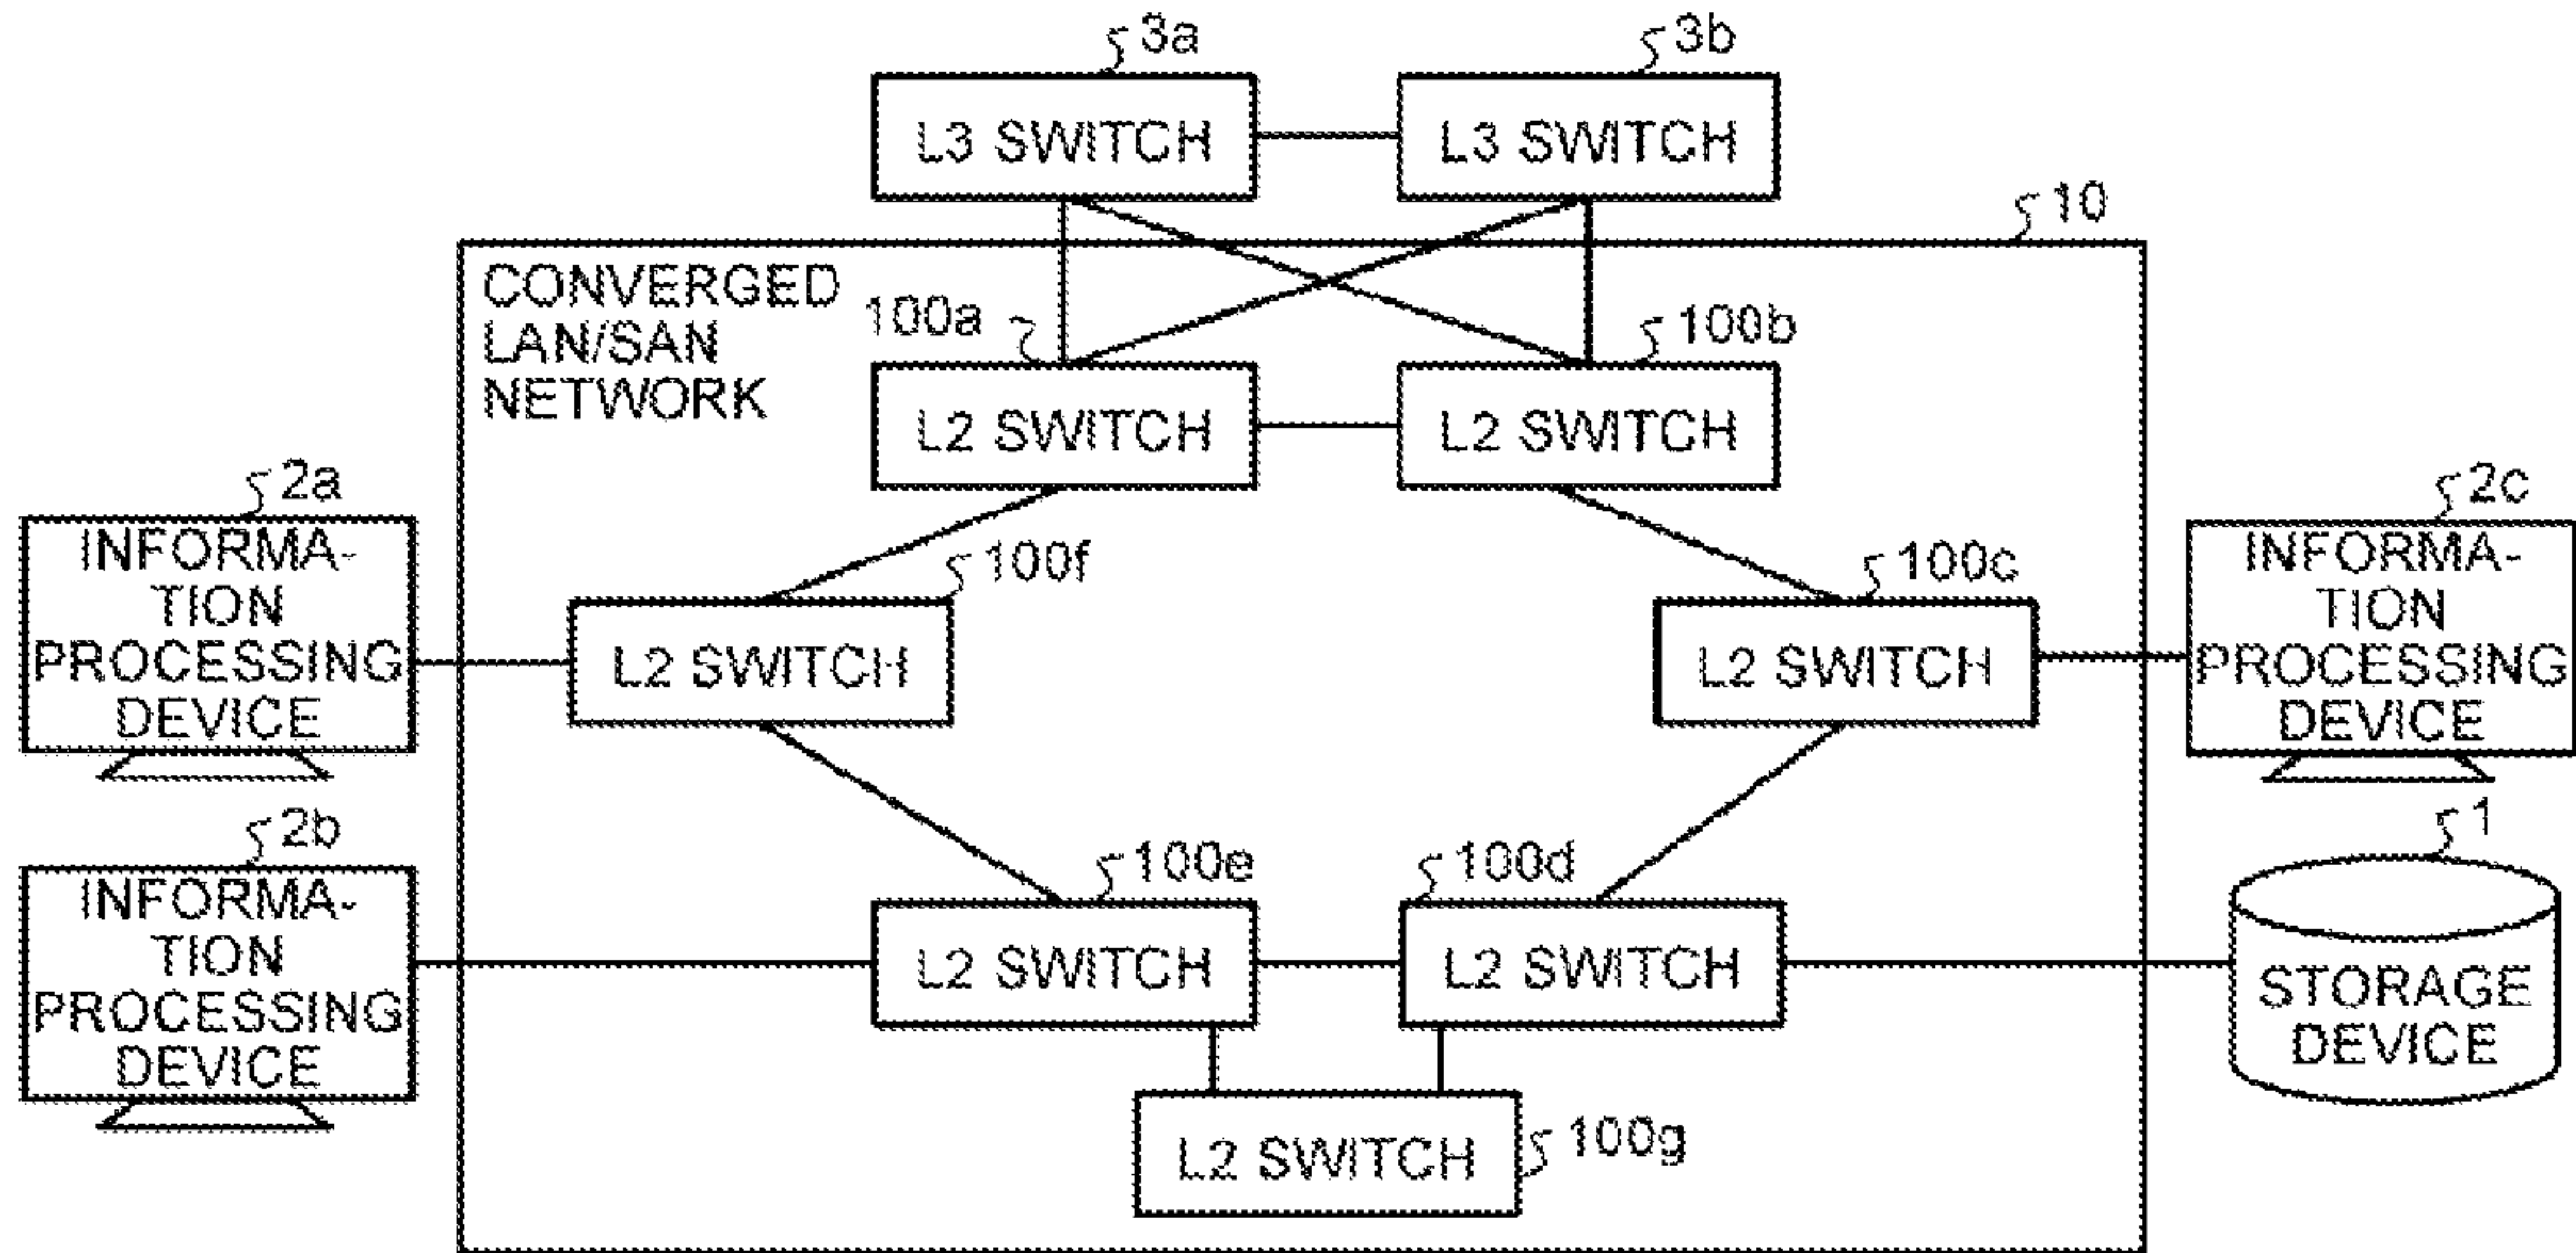 3a
3b
L3 SWITCH
L3 SWITCH
10
CONVERGED
LAN/SAN
NETWORK
100a
100b
L2 SWITCH
L2 SWITCH
2a
INFORMA-
TION
PROCESSING
DEVICE
100f
L2 SWITCH
100c
L2 SWITCH
2c
INFORMA-
TION
PROCESSING
DEVICE
2b
INFORMA-
TION
PROCESSING
DEVICE
100e
L2 SWITCH
100d
L2 SWITCH
1
STORAGE
DEVICE
L2 SWITCH
100g